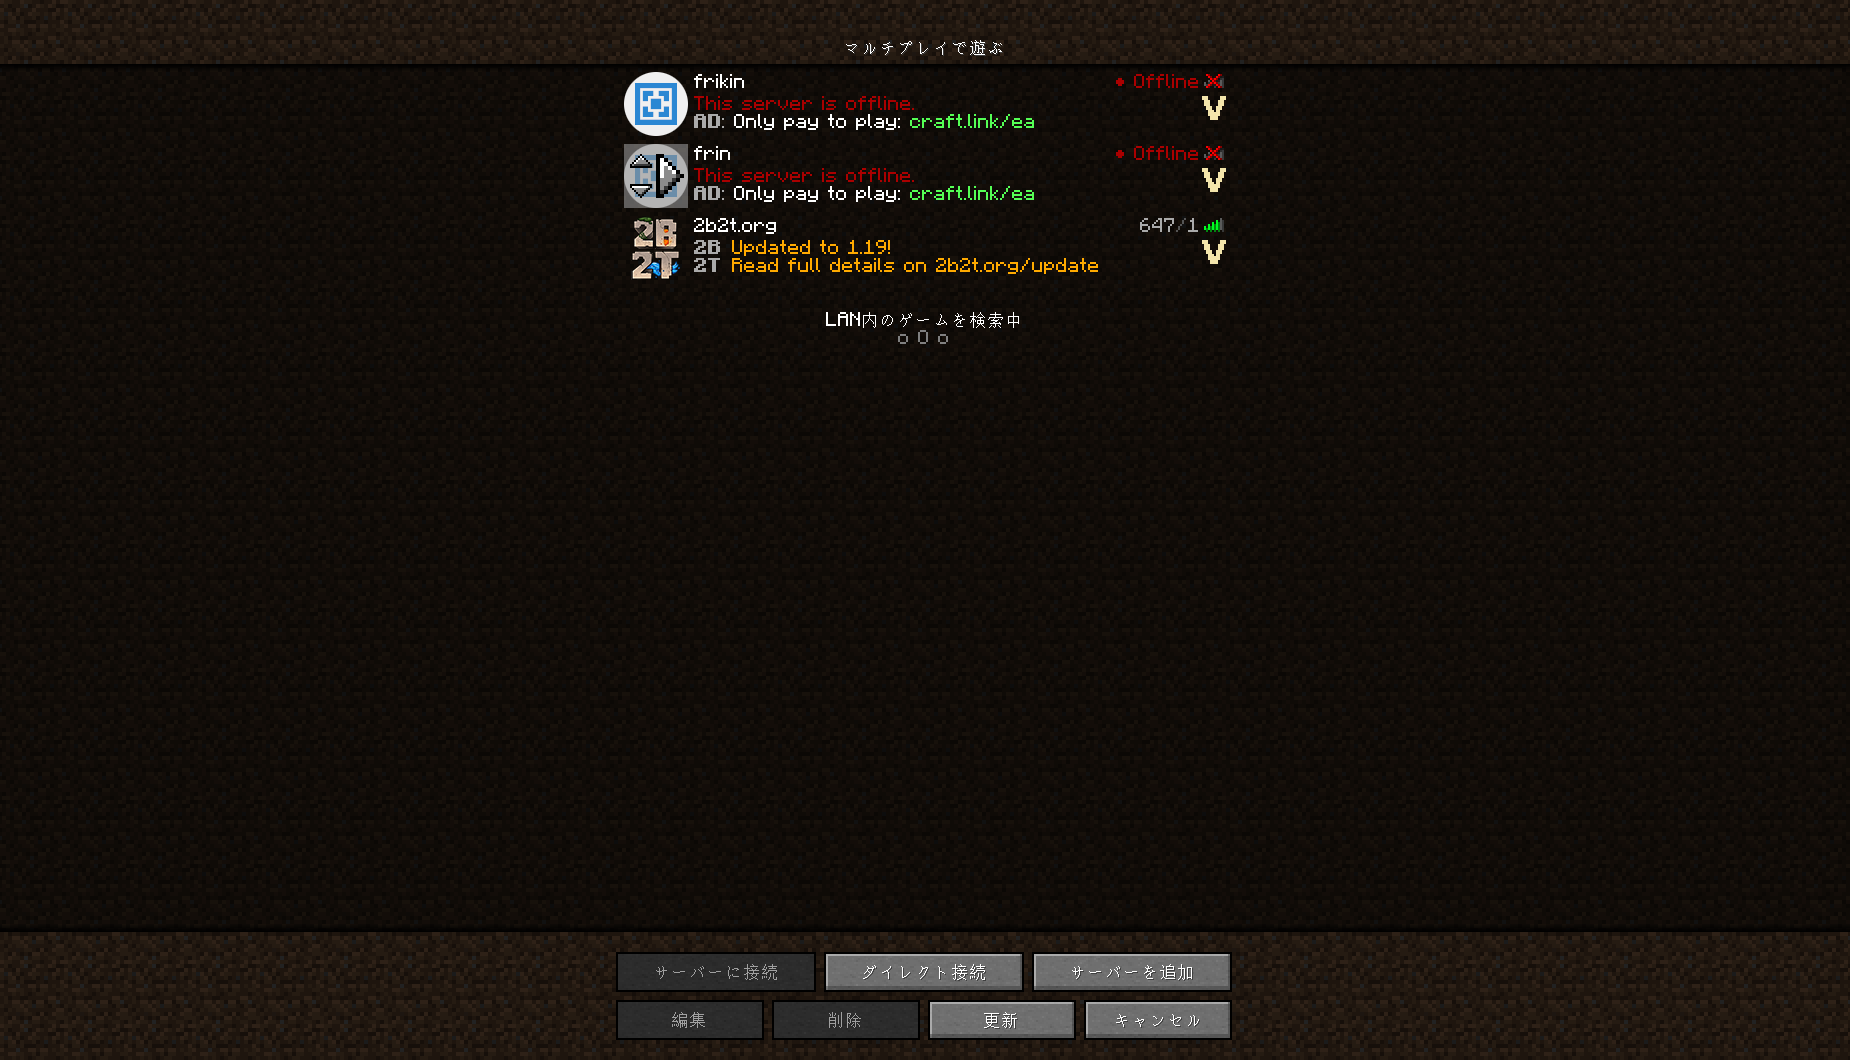 マルチプレイで遊ぶ
frikin
• Offline
This server is offline.
V
AD: Only pay to play: craft.link/ea
frin
• Offline
This server is offline.
V
AD: Only pay to play: craft.link/ea
2B
2T
2b2t.org
647/1
2B Updated to 1.19!
V
2T Read full details on 2b2t.org/update
LAN内のゲームを検索中
o O o
サーバーに接続
ダイレクト接続
サーバーを追加
編集
削除
更新
キャンセル